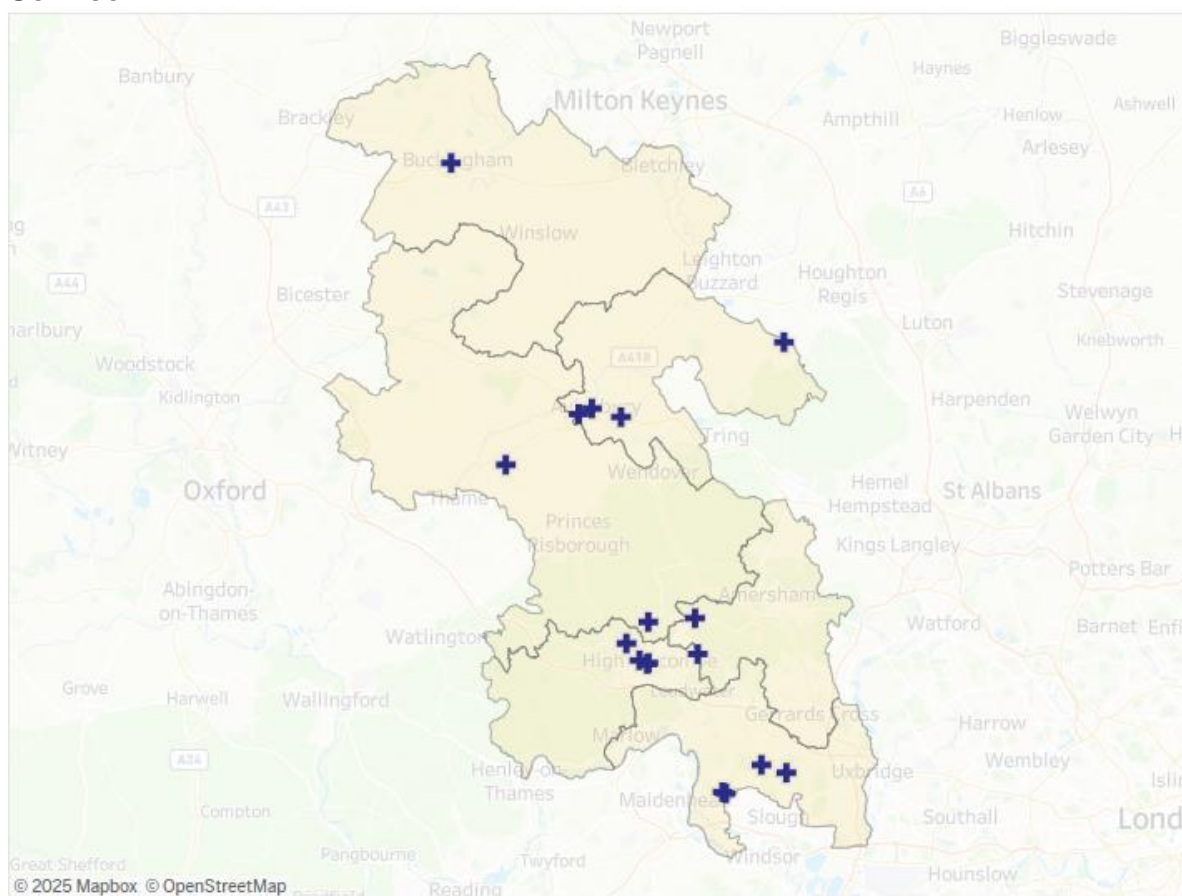 Newport
Pagnell
Biggleswade
Banbury
Haynes
Milton Keynes
Ashwell
Brackley
Ampthill
Henlow
Arlesey
Buckingham
Bletchley
A6
A43
Hitchin
Winslow
Leighton
Buzzard
Houghton
Regis
A44
Bicester
Stevenage
Luton
Knebworth
Woodstock
A418
Kidlington
Harpenden
Welwyn
Garden City
Tring
Wendover
Oxford
Thame
Hemel
Hempstead
St Albans
Princes
Risborough
Kings Langley
Potters Bar
Abingdon-
on-Thames
Amersham
Watlington
Watford
Barnet
Grove
Harwell
Wallingford
Gerrards Cross
Marlow
Harrow
Wembley
Henley-on-
Thames
Uxbridge
Maidenhead
Compton
Slough
Southall
Lond
Great Shefford
Pangbourne
Twyford
Windsor
Hounslow
Reading
© 2025 Mapbox © OpenStreetMap